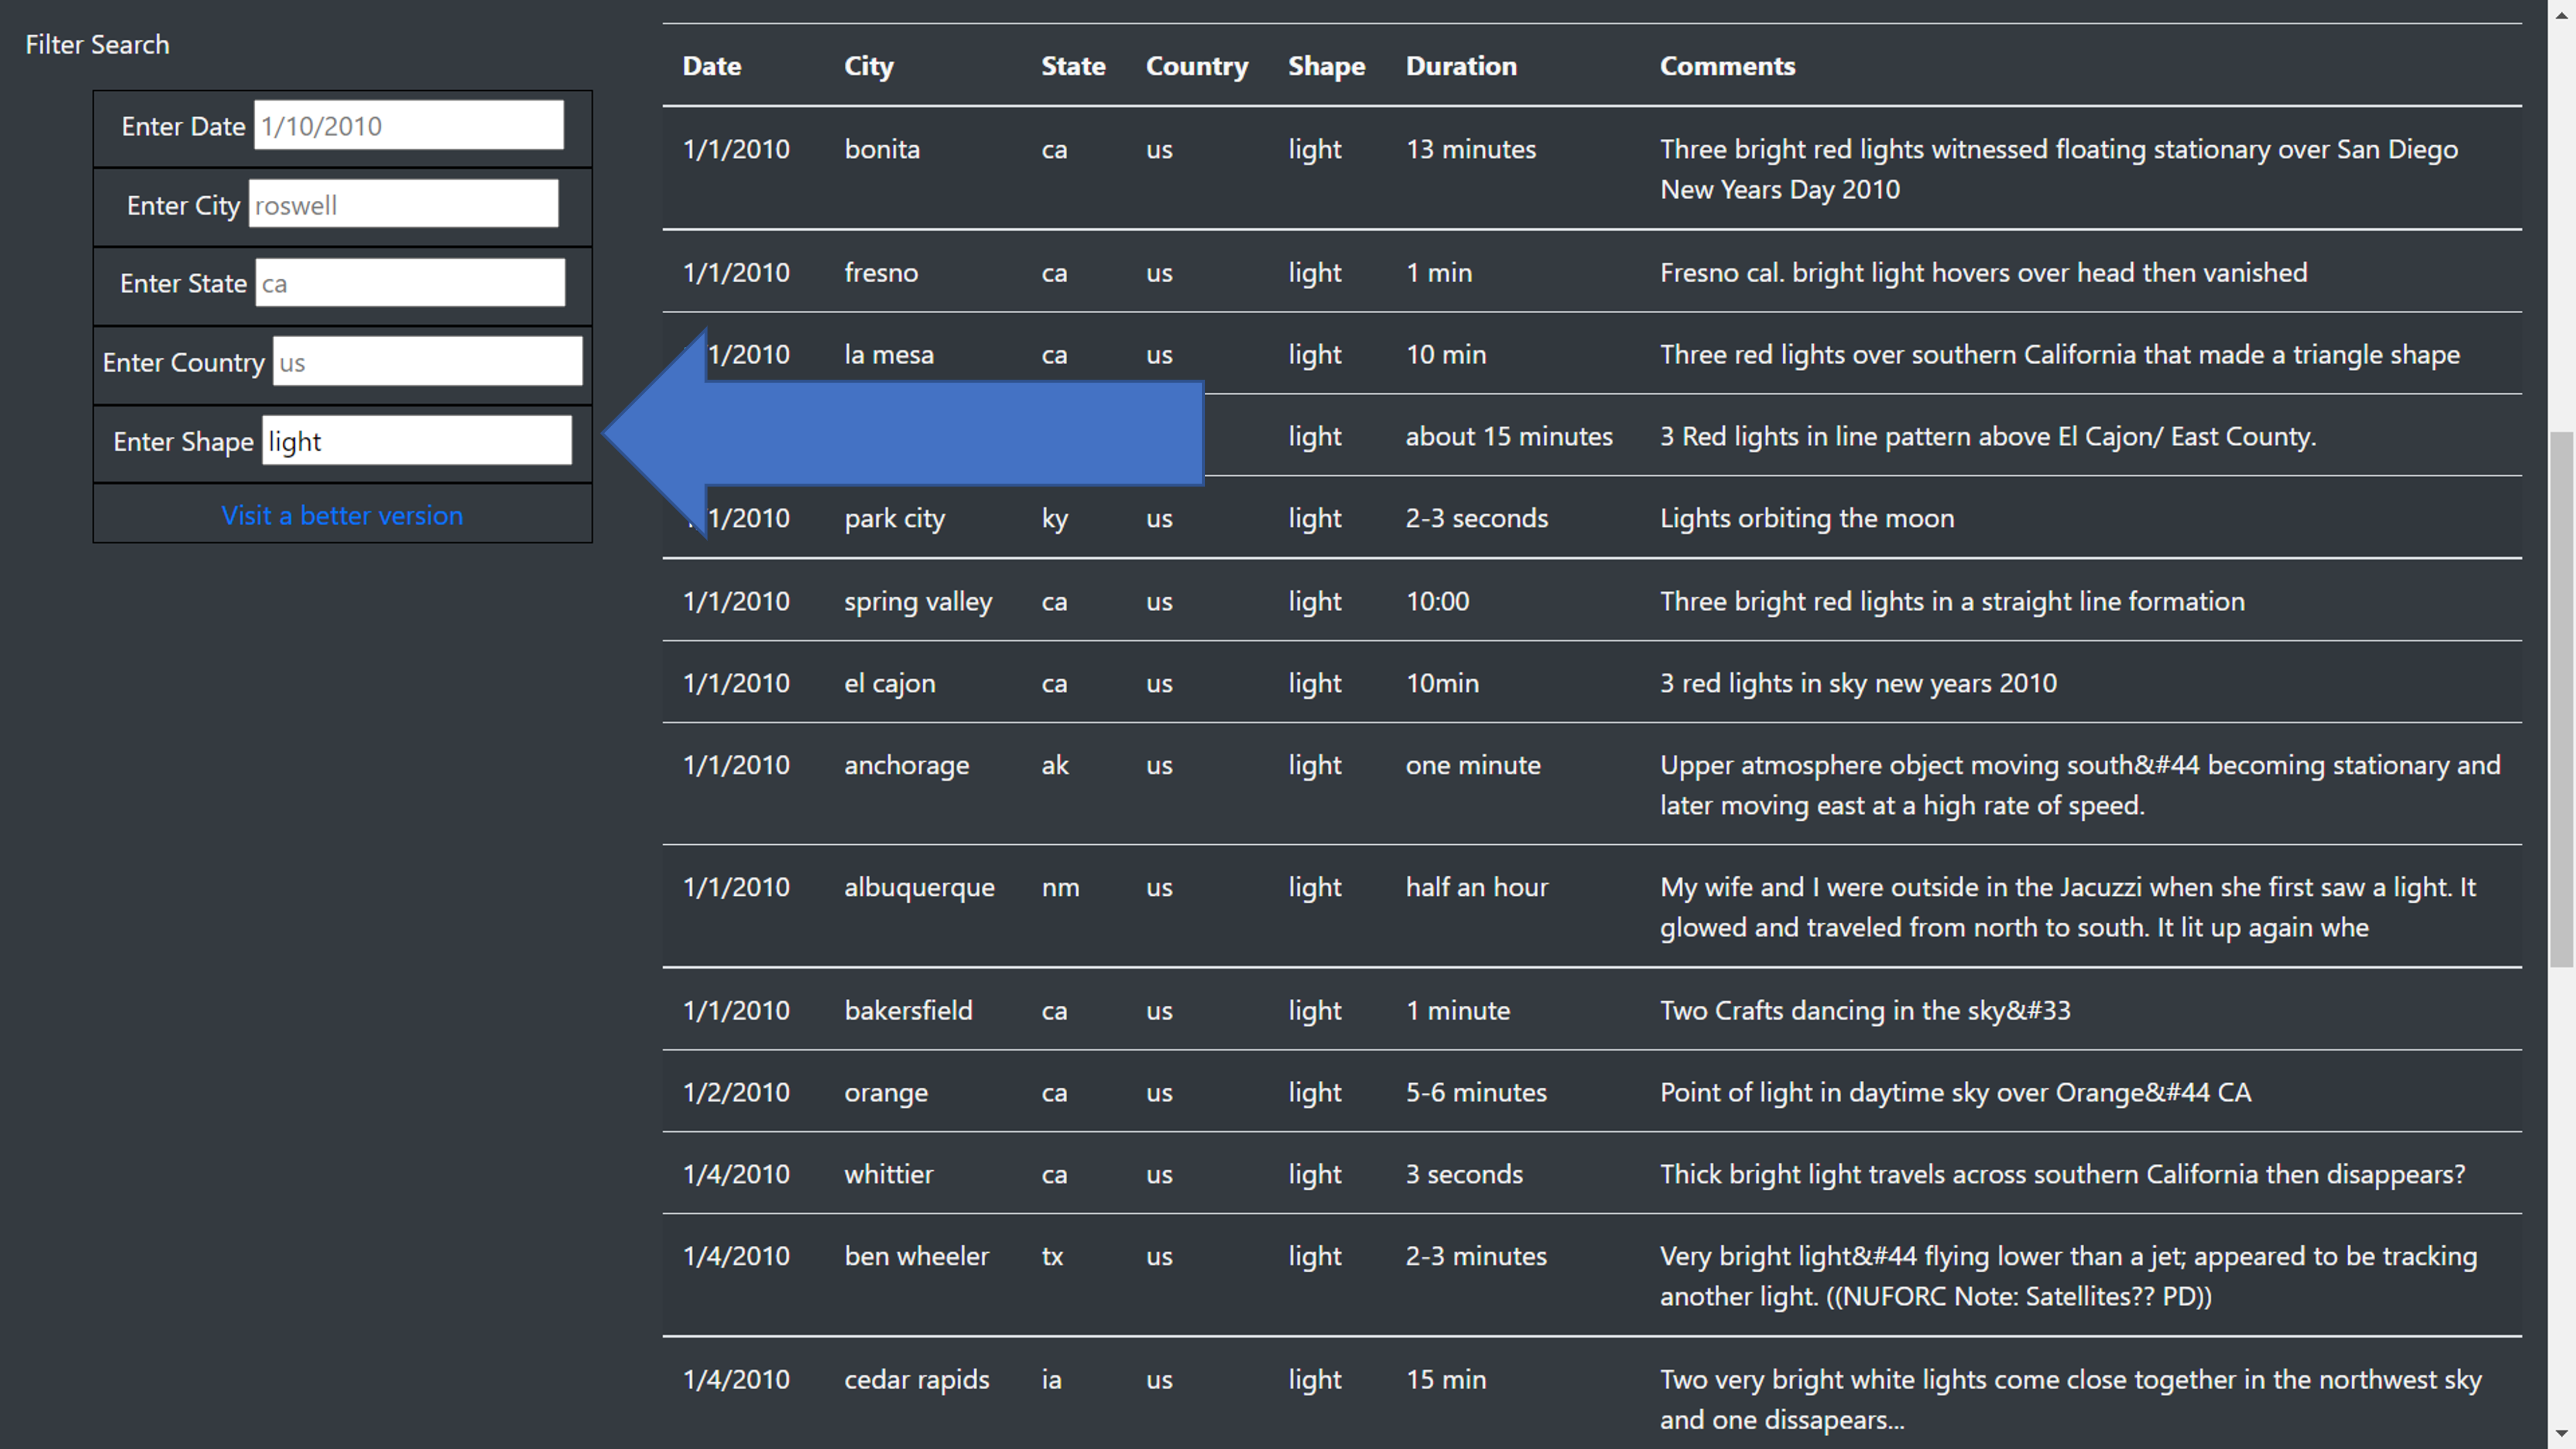 Filter Search
Enter Date 1/10/2010
Enter City roswell
Enter State ca
Enter Country us
Enter Shape light
Visit a better version
Date City State Country Shape Duration Comments
1/1/2010 bonita ca us light 13 minutes Three bright red lights witnessed floating stationary over San Diego
New Years Day 2010
1/1/2010 fresno ca us light 1 min Fresno cal. bright light hovers over head then vanished
1/2010 la mesa ca us light 10 min Three red lights over southern California that made a triangle shape
light about 15 minutes 3 Red lights in line pattern above El Cajon/ East County.
1/2010 park city ky us light 2-3 seconds Lights orbiting the moon
1/1/2010 spring valley ca us light 10:00 Three bright red lights in a straight line formation
1/1/2010 el cajon ca us light 10min 3 red lights in sky new years 2010
1/1/2010 anchorage ak us light one minute Upper atmosphere object moving south&#44 becoming stationary and
later moving east at a high rate of speed.
1/1/2010 albuquerque nm us light half an hour My wife and I were outside in the Jacuzzi when she first saw a light. It
glowed and traveled from north to south. It lit up again whe
1/1/2010 bakersfield ca us light 1 minute Two Crafts dancing in the sky&#33
1/2/2010 orange ca us light 5-6 minutes Point of light in daytime sky over Orange&#44 CA
1/4/2010 whittier ca us light 3 seconds Thick bright light travels across southern California then disappears?
1/4/2010 ben wheeler tx us light 2-3 minutes Very bright light&#44 flying lower than a jet; appeared to be tracking
another light. ((NUFORC Note: Satellites?? PD))
1/4/2010 cedar rapids ia us light 15 min Two very bright white lights come close together in the northwest sky
and one dissapears...